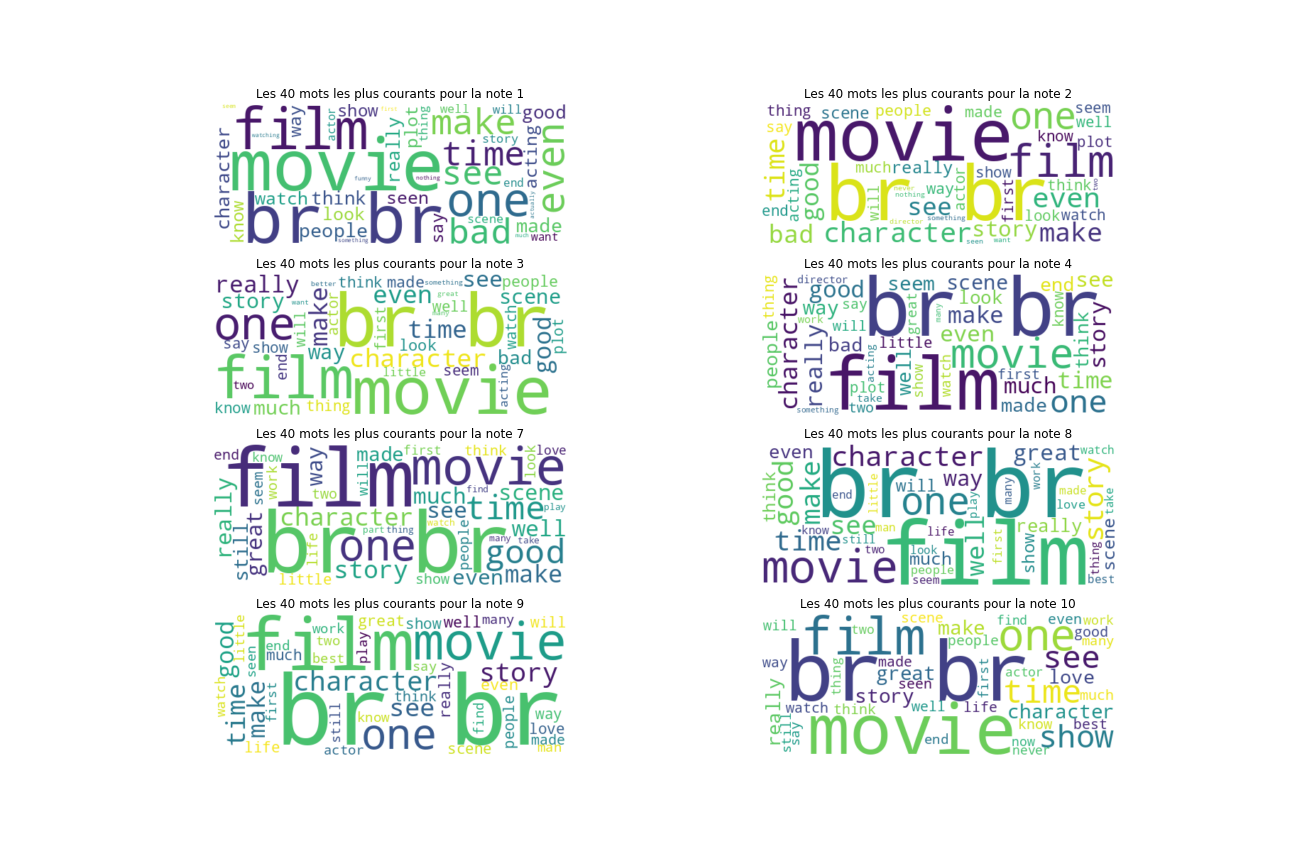 Les 40 mots les plus courants pour la note 1
seem film way actor show first plot thing well will good
watching make story even
character movie really time see acting
funny nothing end
watch think seen one actually
know br br look people say scene bad made
something much want
Les 40 mots les plus courants pour la note 2
thing scene people made one seem
say movie know plot well
film
time much really show think two
end acting good br will never nothing way actor br first even
see look watch
director something
bad character story make
seen want
Les 40 mots les plus courants pour la note 3
really better think made something see people
story want make actor even great scene
one will br first well many br watch good plot
time
say show end way look character bad
film little seem acting
two movie
know much thing
Les 40 mots les plus courants pour la note 4
thing director good seem scene end see
character way say br great look br know
work will many make
people really bad little even think story
acting movie
film well show watch first much time
plot take
something two made one
Les 40 mots les plus courants pour la note 7
end know film way made first think look love
movie
really seem work two will much find scene
still great character see time play
br life part thing one br watch people well
many take good
little story show even make
Les 40 mots les plus courants pour la note 8
even character great watch
think good make br end little will one way play br many work made love story take
know see man life really
time still two look film well first show thing scene
movie much people seem best
Les 40 mots les plus courants pour la note 9
good little film work two great show well many will
end much best play movie
seen say story
watch time make first character really even
br think see br find people way
still know love
life actor one scene made man
Les 40 mots les plus courants pour la note 10
will film two scene make find even work
people one good many
way br thing made great br first actor see
seen love
really story time much
watch think well life character
still say movie end know best
now never show